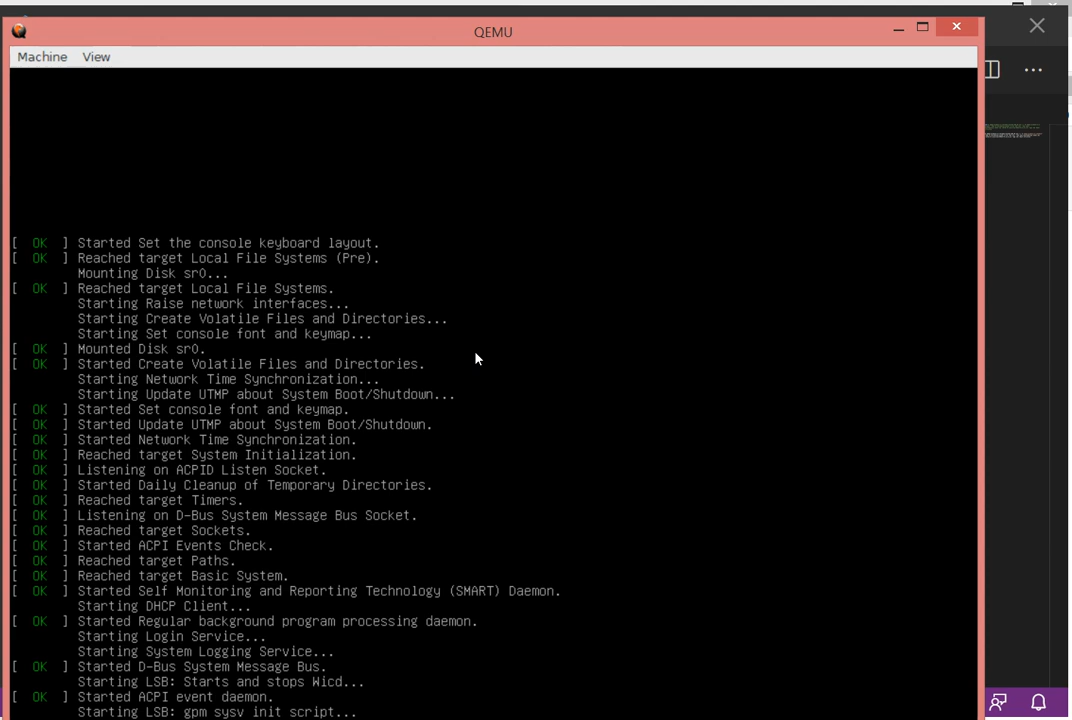 QEMU
Machine View
[ OK ] Started Set the console keyboard layout.
[ OK ] Reached target Local File Systems (Pre).
Mounting Disk sr0...
[ OK ] Reached target Local File Systems.
Starting Raise network interfaces...
Starting Create Volatile Files and Directories...
Starting Set console font and keymap...
[ OK ] Mounted Disk sr0.
[ OK ] Started Create Volatile Files and Directories.
Starting Network Time Synchronization...
Starting Update UTMP about System Boot/Shutdown...
[ OK ] Started Set console font and keymap.
[ OK ] Started Update UTMP about System Boot/Shutdown.
[ OK ] Started Network Time Synchronization.
[ OK ] Reached target System Initialization.
[ OK ] Listening on ACPID Listen Socket.
[ OK ] Started Daily Cleanup of Temporary Directories.
[ OK ] Reached target Timers.
[ OK ] Listening on D-Bus System Message Bus Socket.
[ OK ] Reached target Sockets.
[ OK ] Started ACPI Events Check.
[ OK ] Reached target Paths.
[ OK ] Reached target Basic System.
[ OK ] Started Self Monitoring and Reporting Technology (SMART) Daemon.
Starting DHCP Client...
[ OK ] Started Regular background program processing daemon.
Starting Login Service...
Starting System Logging Service...
[ OK ] Started D-Bus System Message Bus.
Starting LSB: Starts and stops Wicd...
[ OK ] Started ACPI event daemon.
Starting LSB: gpm sysv init script...